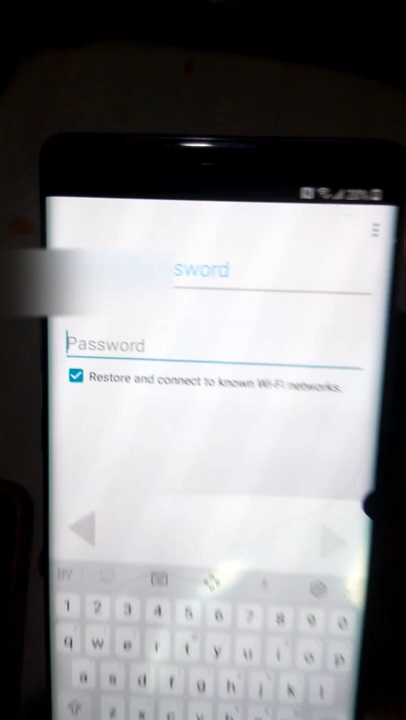 sword
Password
Restore and connect to known Wi-Fi networks.
1 2 3 4 5 6 7 8 9 0
q w e r t y u i o p
a s d f g h j k l